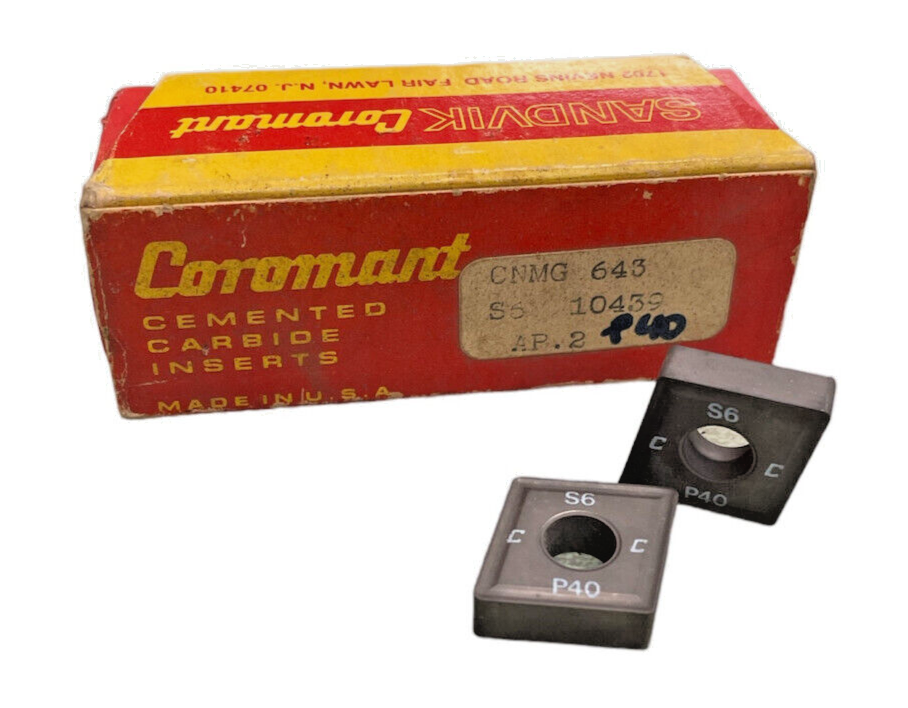 1702 NEVINS ROAD FAIR LAWN, N.J. 07410
SANDVIK Coromant
Coromant
CEMENTED
CARBIDE
INSERTS
MADE IN U.S.A.
CNMG 643
S6 10439
AP.2 P40
S6
C C
P40
S6
C C
P40